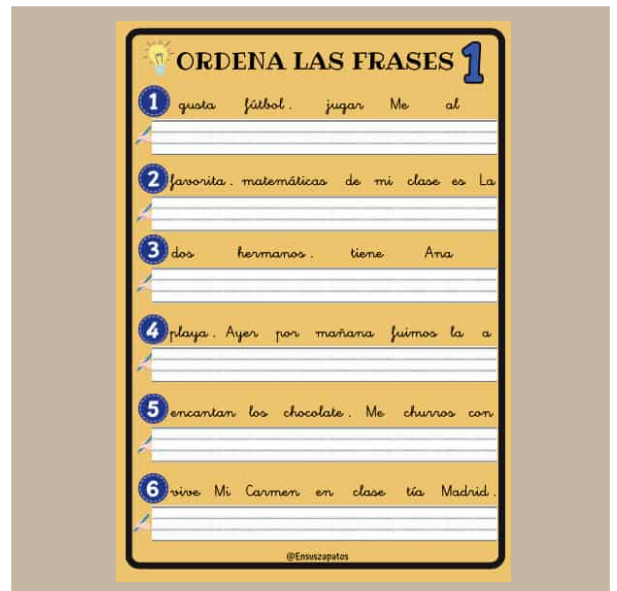 ORDENA LAS FRASES 1
1 gusta fútbol. jugar Me al
2 favorita. matemáticas de mi clase es La
3 dos hermanos. tiene Ana
4 playa. Ayer por mañana fuimos la a
5 encantan los chocolate. Me churros con
6 vive Mi Carmen en clase tía Madrid.
@Ensuszapatos